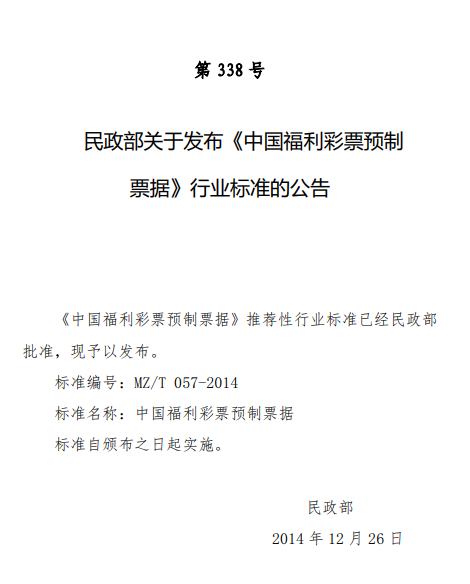 第 338 号
民政部关于发布《中国福利彩票预制
票据》行业标准的公告
《中国福利彩票预制票据》推荐性行业标准已经民政部
批准，现予以发布。
标准编号：MZ/T 057-2014
标准名称：中国福利彩票预制票据
标准自颁布之日起实施。
民政部
2014 年 12 月 26 日